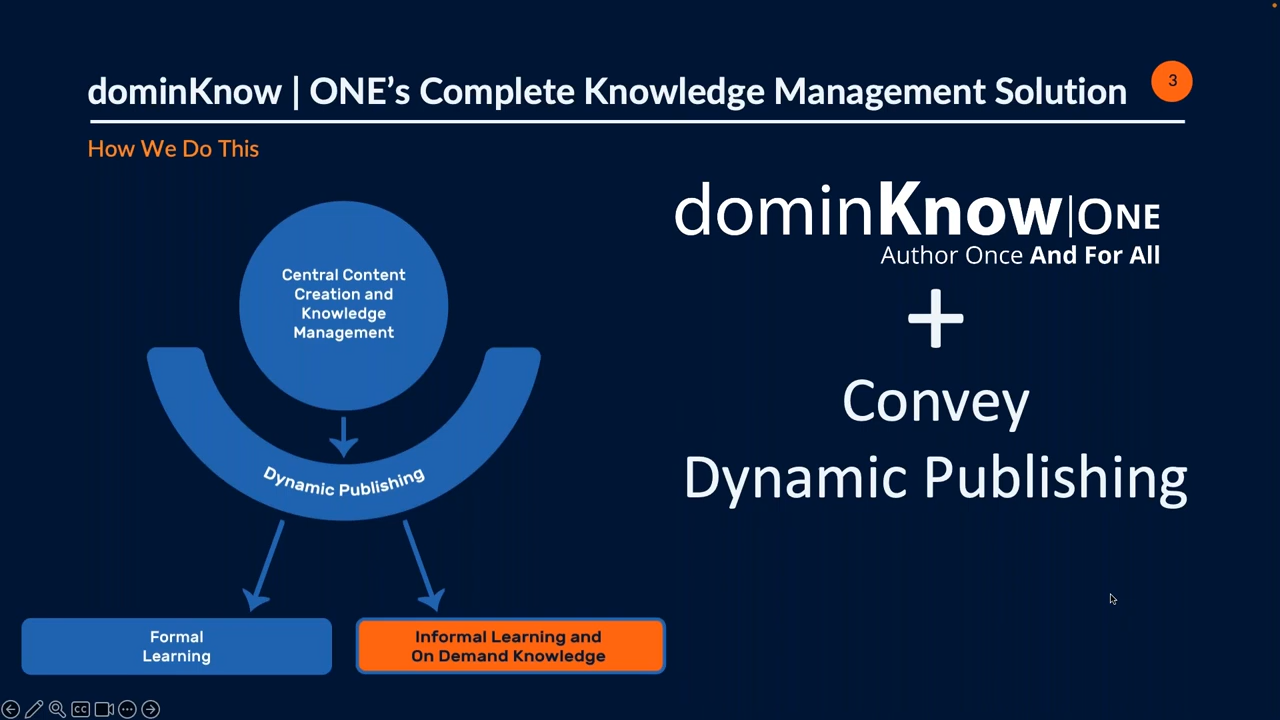 dominKnow | ONE’s Complete Knowledge Management Solution
3
How We Do This
Central Content
Creation and
Knowledge
Management
Dynamic Publishing
Formal
Learning
Informal Learning and
On Demand Knowledge
dominKnow|ONE
Author Once And For All
+
Convey
Dynamic Publishing
CC